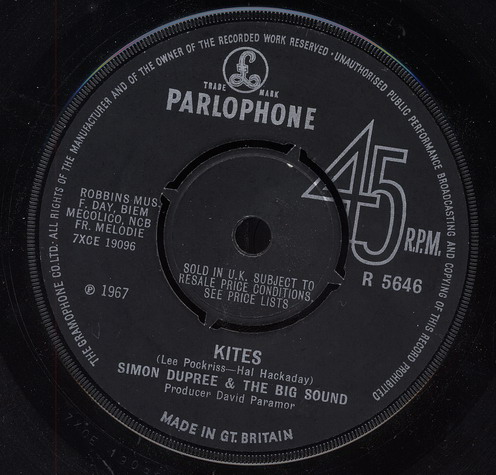 THE GRAMOPHONE CO.LTD. ALL RIGHTS OF THE MANUFACTURER AND OF THE OWNER OF THE RECORDED WORK RESERVED · UNAUTHORISED PUBLIC PERFORMANCE BROADCASTING AND COPYING OF THIS RECORD PROHIBITED
£
TRADE MARK
PARLOPHONE
45 R.P.M.
ROBBINS MUS.
F. DAY, BIEM
MECOLICO, NCB
FR. MELODIE
7XCE 19096
SOLD IN U.K. SUBJECT TO
RESALE PRICE CONDITIONS,
SEE PRICE LISTS
R 5646
℗ 1967
KITES
(Lee Pockriss—Hal Hackaday)
SIMON DUPREE & THE BIG SOUND
Producer David Paramor
MADE IN GT. BRITAIN